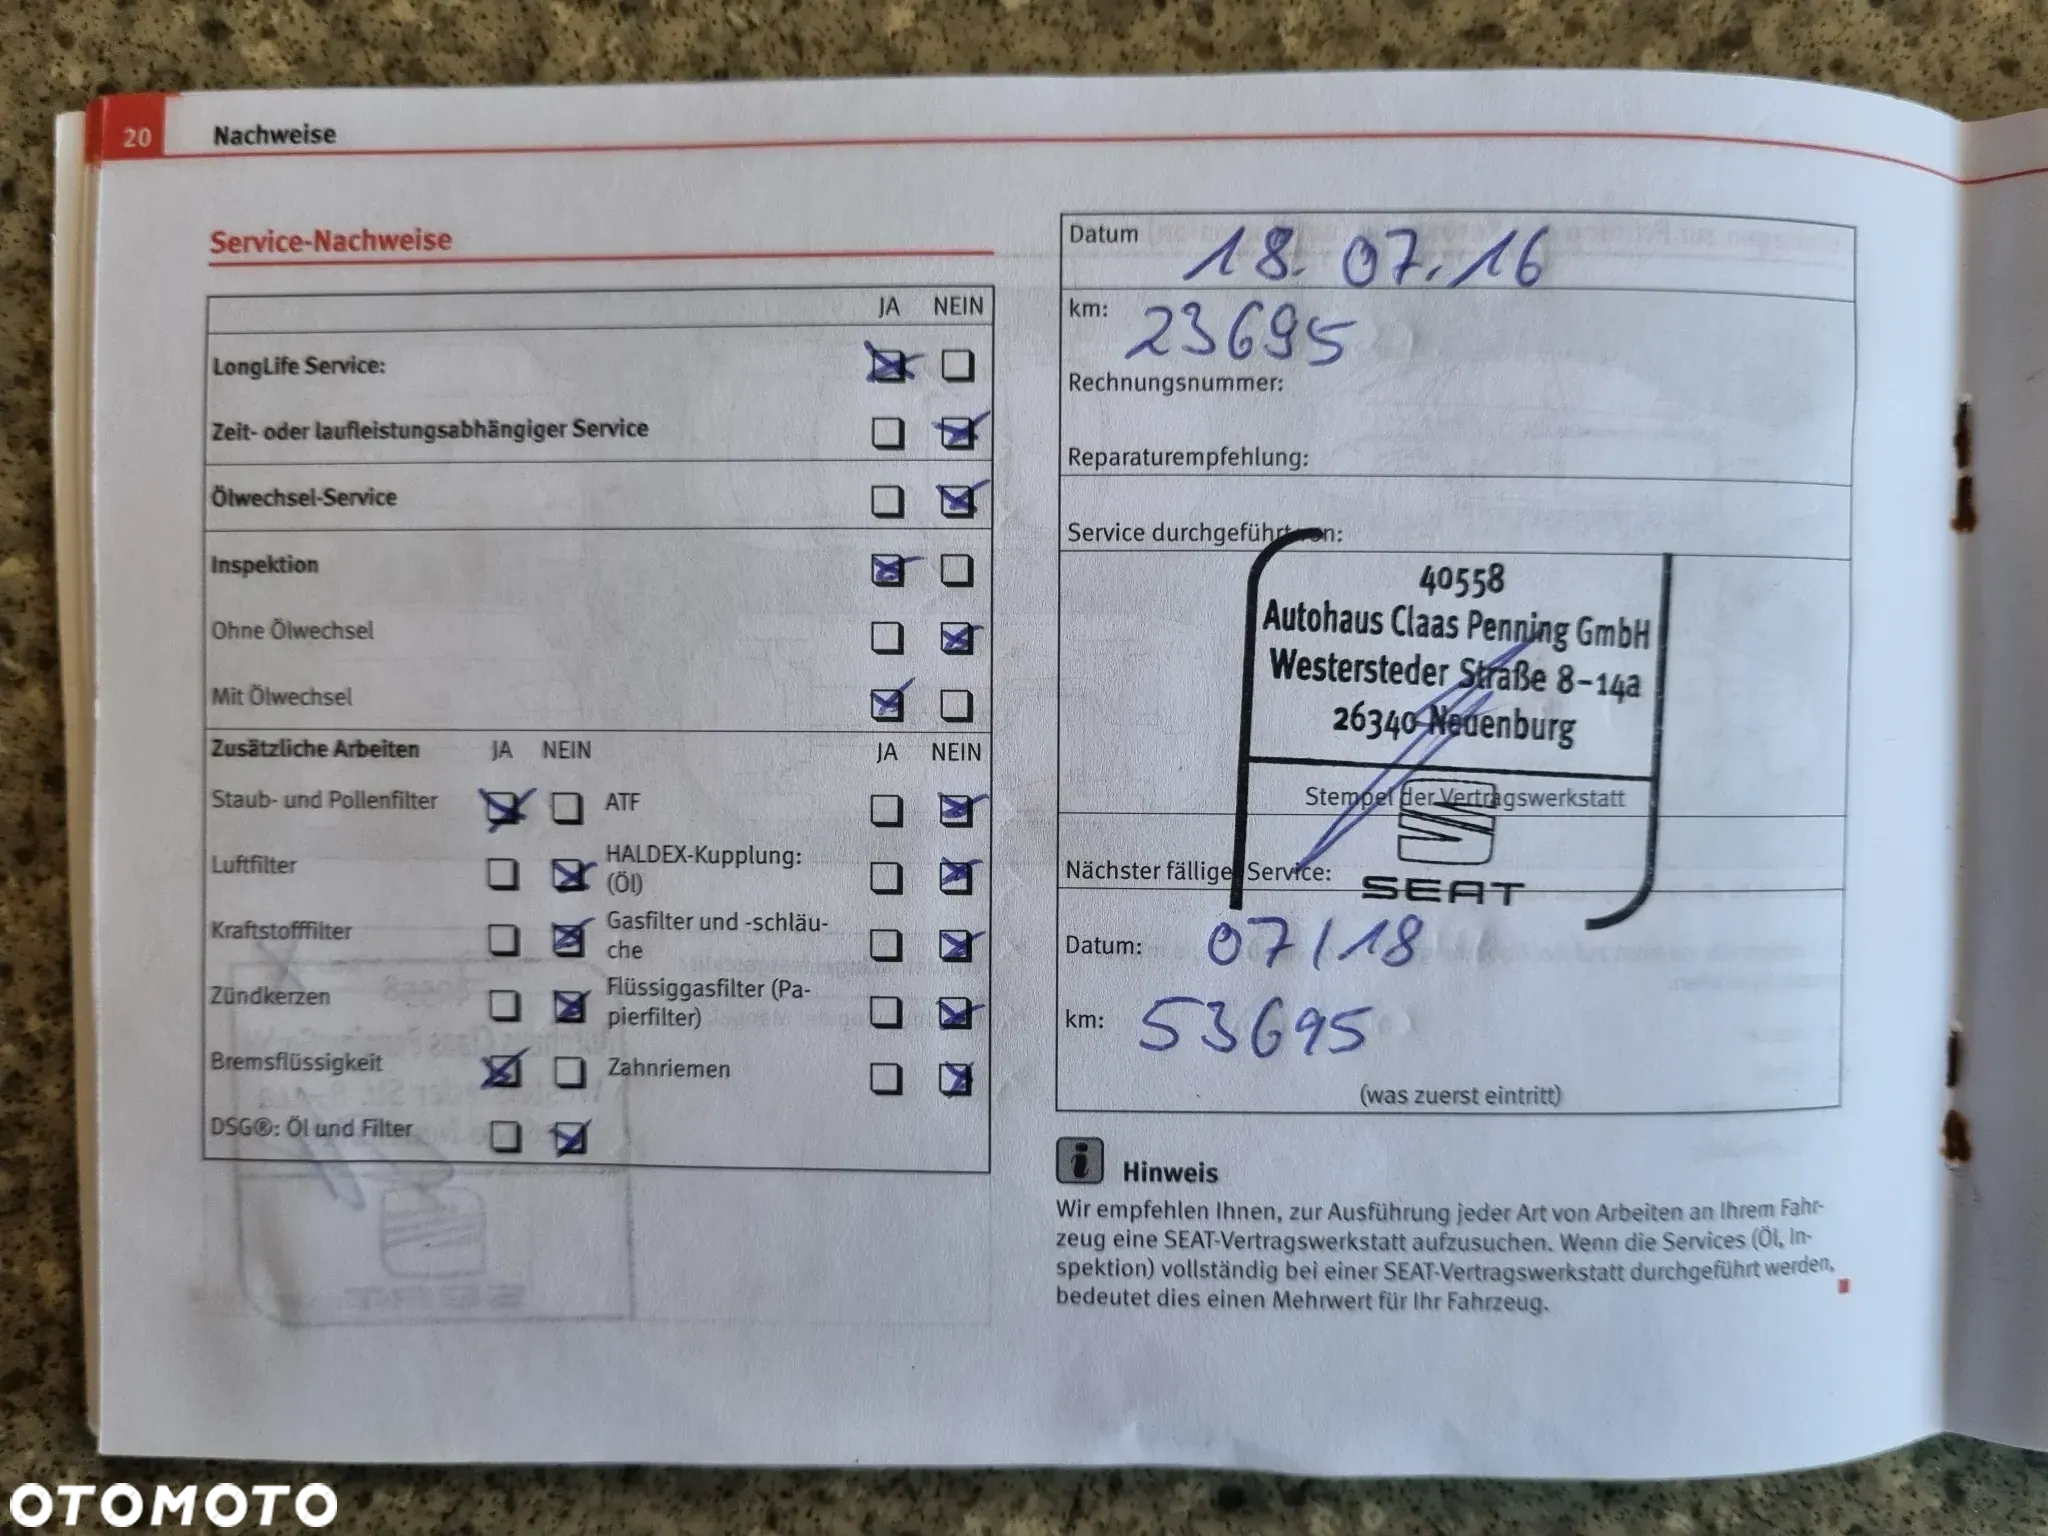 20 Nachweise
Service-Nachweise
JA NEIN
LongLife Service:
Zeit- oder laufleistungsabhängiger Service
Ölwechsel-Service
Inspektion
Ohne Ölwechsel
Mit Ölwechsel
Zusätzliche Arbeiten JA NEIN JA NEIN
Staub- und Pollenfilter ATF
Luftfilter HALDEX-Kupplung:
(Öl)
Kraftstofffilter Gasfilter und -schläu-
che
Zündkerzen Flüssiggasfilter (Pa-
pierfilter)
Bremsflüssigkeit Zahnriemen
DSG®: Öl und Filter
Datum 18.07.16
km: 23695
Rechnungsnummer:
Reparaturempfehlung:
Service durchgeführt von:
40558
Autohaus Claas Penning GmbH
Westersteder Straße 8-14a
26340 Neuenburg
Stempel der Vertragswerkstatt
Nächster fällige Service:
SEAT
Datum: 07/18
km: 53695
(was zuerst eintritt)
i Hinweis
Wir empfehlen Ihnen, zur Ausführung jeder Art von Arbeiten an Ihrem Fahr-
zeug eine SEAT-Vertragswerkstatt aufzusuchen. Wenn die Services (Öl, In-
spektion) vollständig bei einer SEAT-Vertragswerkstatt durchgeführt werden,
bedeutet dies einen Mehrwert für Ihr Fahrzeug.
OTOMOTO